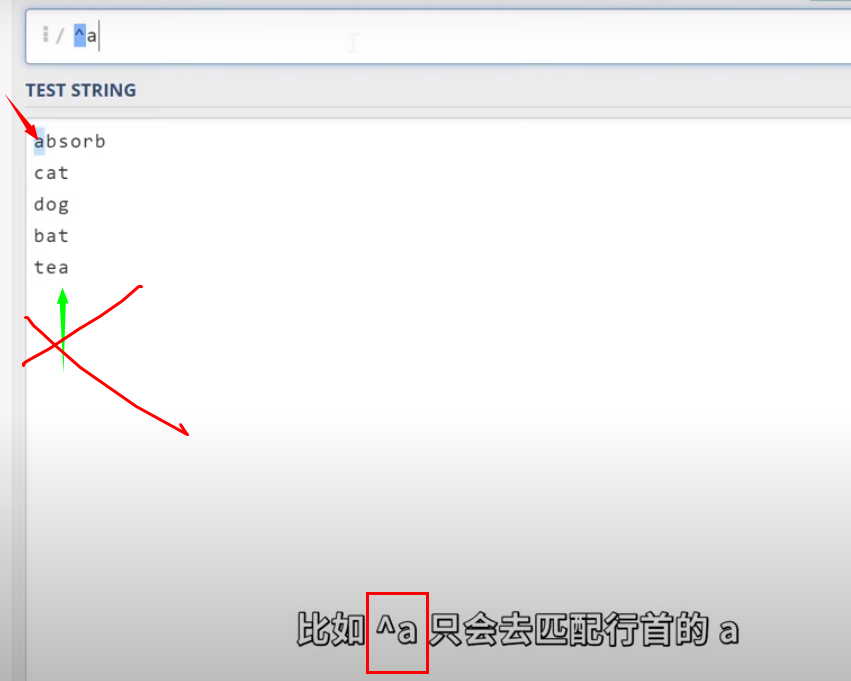 / ^a
TEST STRING
absorb
cat
dog
bat
tea
比如 ^a 只会去匹配行首的 a